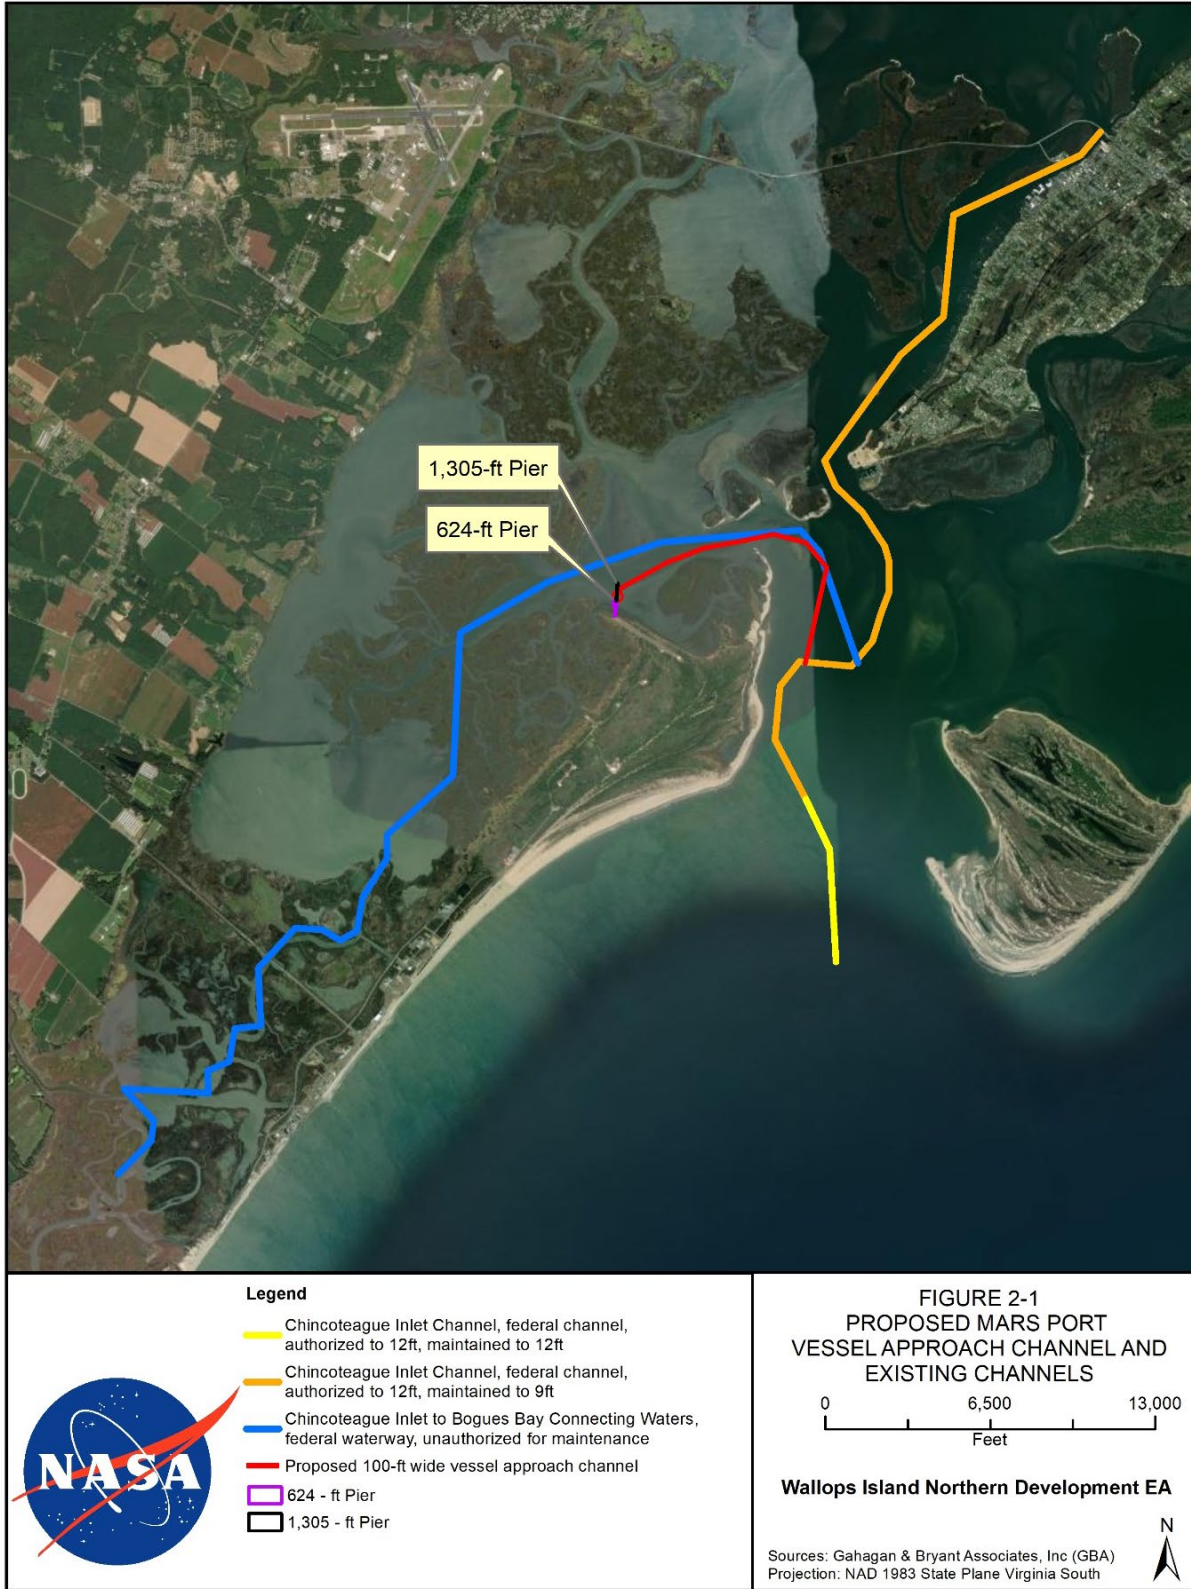 1,305-ft Pier
624-ft Pier
Legend
Chincoteague Inlet Channel, federal channel,
authorized to 12ft, maintained to 12ft
Chincoteague Inlet Channel, federal channel,
authorized to 12ft, maintained to 9ft
Chincoteague Inlet to Bogues Bay Connecting Waters,
federal waterway, unauthorized for maintenance
Proposed 100-ft wide vessel approach channel
624 - ft Pier
1,305 - ft Pier
NASA
FIGURE 2-1
PROPOSED MARS PORT
VESSEL APPROACH CHANNEL AND
EXISTING CHANNELS
0 6,500 13,000
Feet
Wallops Island Northern Development EA
N
Sources: Gahagan & Bryant Associates, Inc (GBA)
Projection: NAD 1983 State Plane Virginia South